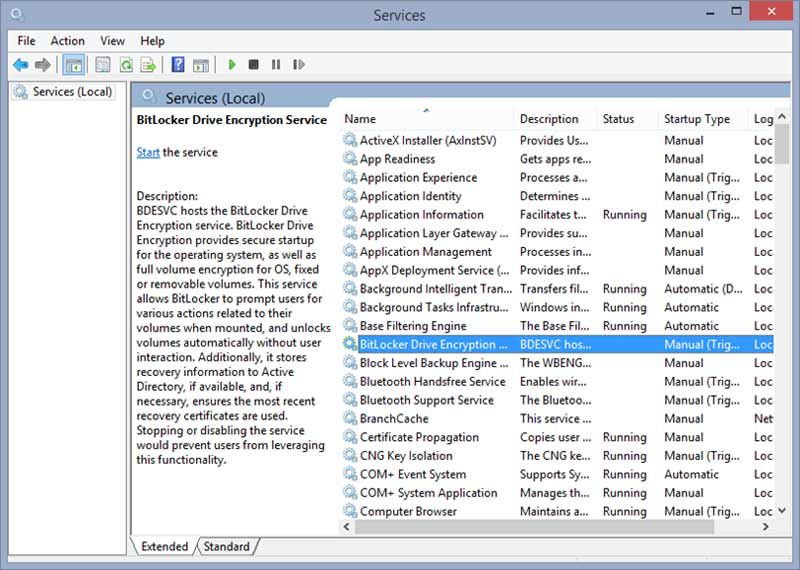 Services
File Action View Help
Services (Local)
Services (Local)
BitLocker Drive Encryption Service
Start the service
Description:
BDESVC hosts the BitLocker Drive
Encryption service. BitLocker Drive
Encryption provides secure startup
for the operating system, as well as
full volume encryption for OS, fixed
or removable volumes. This service
allows BitLocker to prompt users for
various actions related to their
volumes when mounted, and unlocks
volumes automatically without user
interaction. Additionally, it stores
recovery information to Active
Directory, if available, and, if
necessary, ensures the most recent
recovery certificates are used.
Stopping or disabling the service
would prevent users from leveraging
this functionality.
Name Description Status Startup Type Log
ActiveX Installer (AxInstSV) Provides Us... Manual Loc
App Readiness Gets apps re... Manual Loc
Application Experience Processes a... Manual (Trig... Loc
Application Identity Determines ... Manual (Trig... Loc
Application Information Facilitates t... Running Manual (Trig... Loc
Application Layer Gateway ... Provides su... Manual Loc
Application Management Processes in... Manual Loc
AppX Deployment Service (... Provides inf... Manual Loc
Background Intelligent Tran... Transfers fil... Running Automatic (D... Loc
Background Tasks Infrastru... Windows in... Running Automatic Loc
Base Filtering Engine The Base Fil... Running Automatic Loc
BitLocker Drive Encryption ... BDESVC hos... Manual (Trig... Loc
Block Level Backup Engine ... The WBENG... Manual Loc
Bluetooth Handsfree Service Enables wir... Manual (Trig... Loc
Bluetooth Support Service The Bluetoo... Manual (Trig... Loc
BranchCache This service ... Manual Net
Certificate Propagation Copies user ... Running Manual Loc
CNG Key Isolation The CNG ke... Running Manual (Trig... Loc
COM+ Event System Supports Sy... Running Automatic Loc
COM+ System Application Manages th... Running Manual Loc
Computer Browser Maintains a... Running Manual (Trig... Loc
Extended Standard